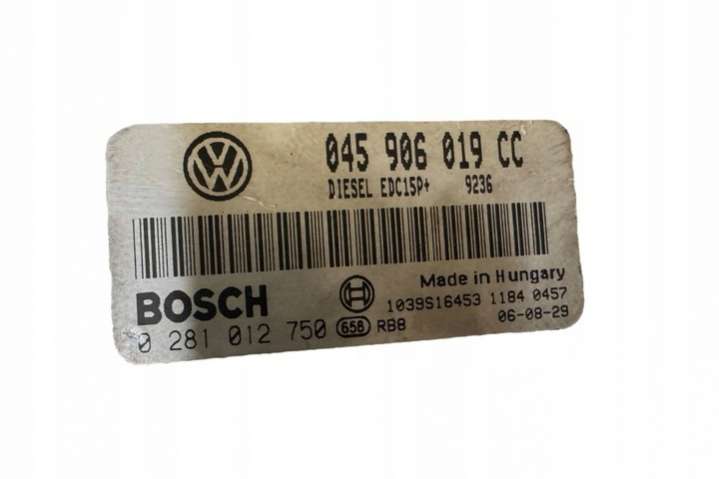 045 906 019 CC
DIESEL EDC15P+ 9236
Made in Hungary
BOSCH
1039S16453 1184 0457
0 281 012 750 658 RBB 06-08-29